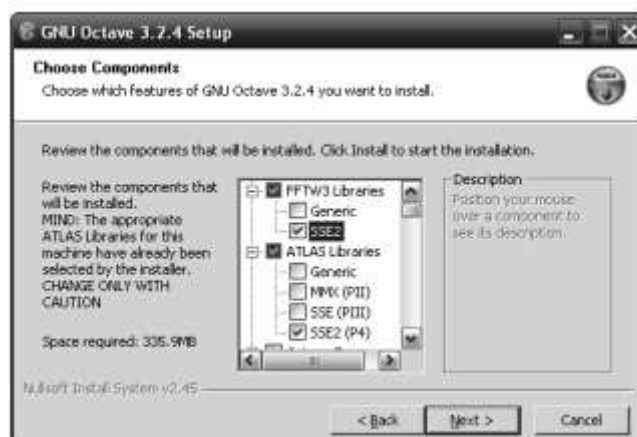 GNU Octave 3.2.4 Setup
Choose Components
Choose which features of GNU Octave 3.2.4 you want to install.
Review the components that will be installed. Click Install to start the installation.
Review the components that
will be installed.
MIND: The appropriate
ATLAS Libraries for this
machine have already been
selected by the installer.
CHANGE ONLY WITH
CAUTION
Space required: 335.9MB
FFTW3 Libraries
Generic
SSE2
ATLAS Libraries
Generic
MMX (PII)
SSE (PIII)
SSE2 (P4)
Description
Position your mouse
over a component to
see its description.
Nullsoft Install System v2.45
< Back
Next >
Cancel